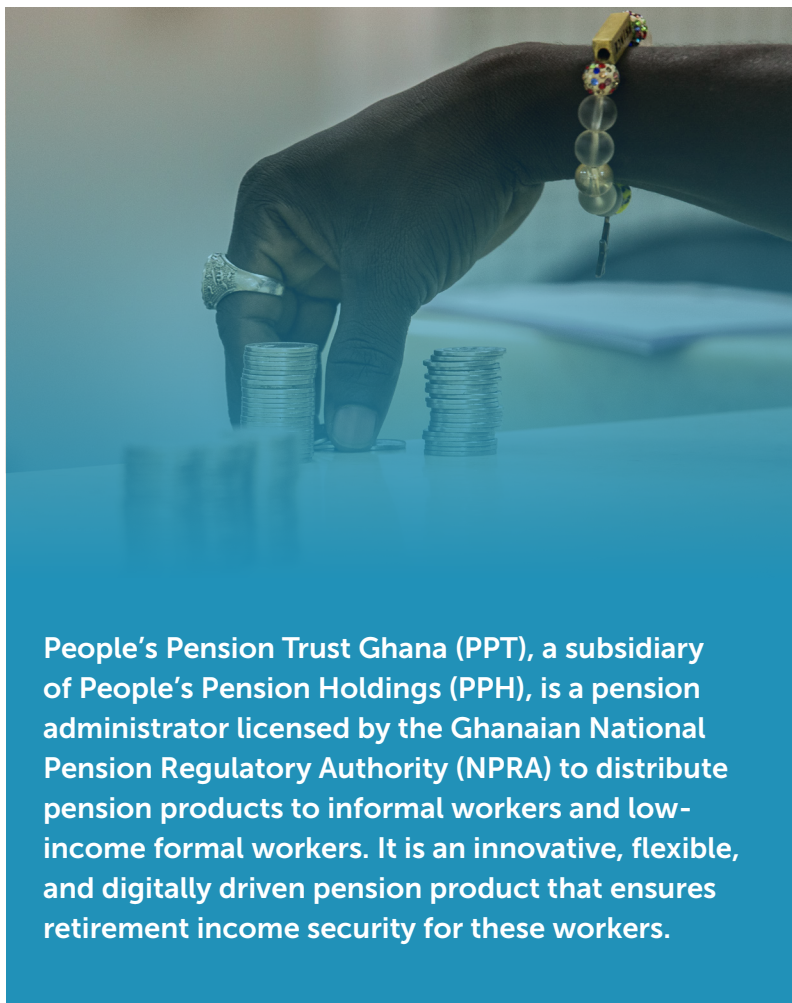 People’s Pension Trust Ghana (PPT), a subsidiary
of People’s Pension Holdings (PPH), is a pension
administrator licensed by the Ghanaian National
Pension Regulatory Authority (NPRA) to distribute
pension products to informal workers and low-
income formal workers. It is an innovative, flexible,
and digitally driven pension product that ensures
retirement income security for these workers.